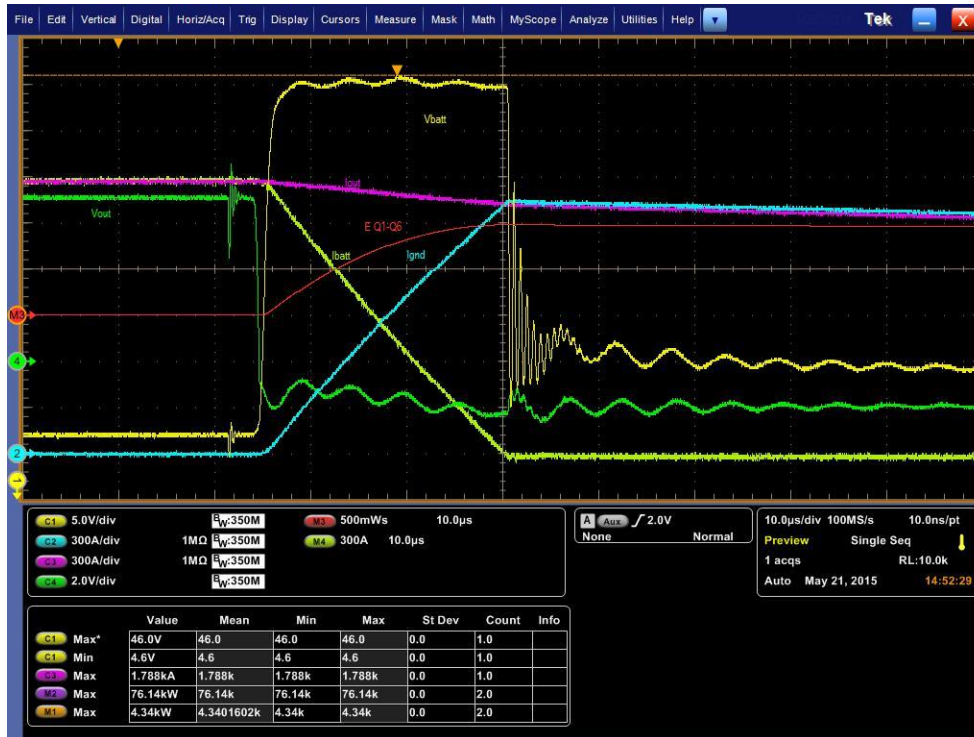 File Edit Vertical Digital Horiz/Acq Trig Display Cursors Measure Mask Math MyScope Analyze Utilities Help Tek X
Vbatt
Iout
Vout
E Q1-Q6
Ibatt Ignd
M3
4
2
1
C1 5.0V/div BW:350M M3 500mWs 10.0µs
C2 300A/div 1MΩ BW:350M M4 300A 10.0µs
C3 300A/div 1MΩ BW:350M
C4 2.0V/div BW:350M
A Aux 2.0V
None Normal
10.0µs/div 100MS/s 10.0ns/pt
Preview Single Seq
1 acqs RL:10.0k
Auto May 21, 2015 14:52:29
Value Mean Min Max St Dev Count Info
C1 Max* 46.0V 46.0 46.0 46.0 0.0 1.0
C1 Min 4.6V 4.6 4.6 4.6 0.0 1.0
C3 Max 1.788kA 1.788k 1.788k 1.788k 0.0 1.0
M2 Max 76.14kW 76.14k 76.14k 76.14k 0.0 2.0
M1 Max 4.34kW 4.3401602k 4.34k 4.34k 0.0 2.0